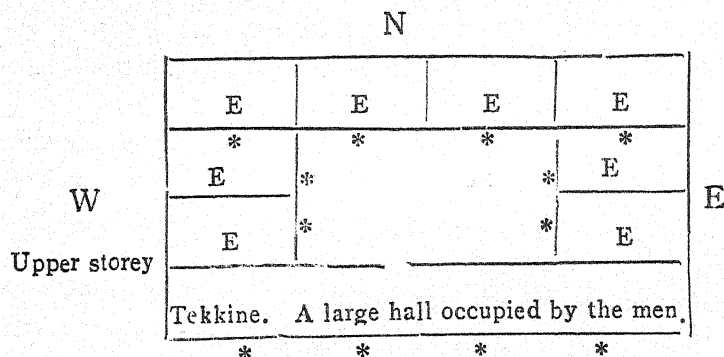 N
E E E E
* * * *
E * * E
W E
E * * E
Upper storey
Tekkine. A large hall occupied by the men.
* * * *